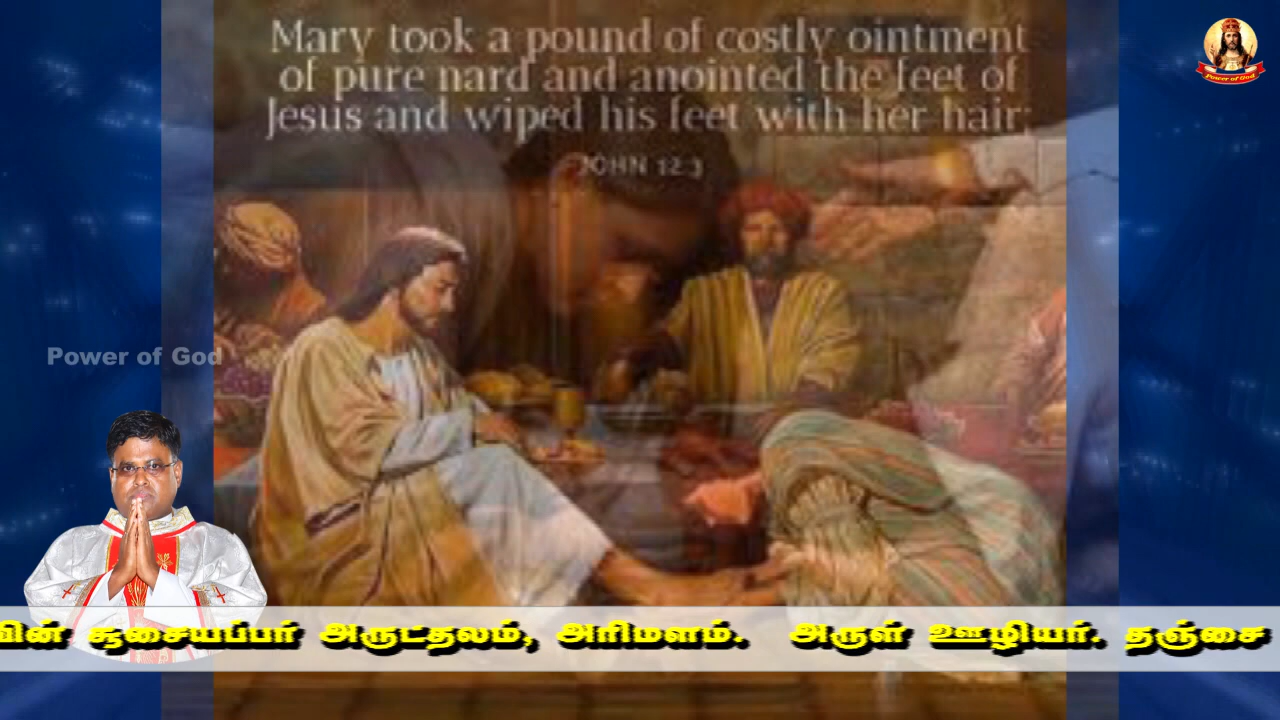 Mary took a pound of costly ointment
of pure nard and anointed the feet of
Jesus and wiped his feet with her hair;
JOHN 12:3
Power of God
Power of God
வின் சூசையப்பர் அருட்தலம், அரிமளம். அருள் ஊழியர். தஞ்சை